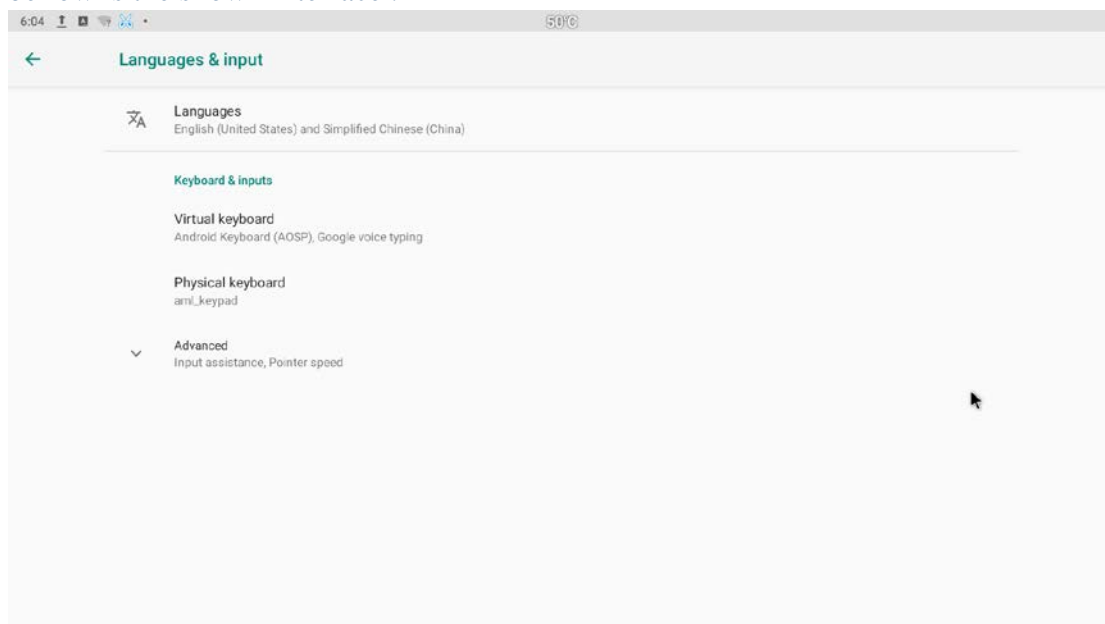 6:04
50°C
Languages & input
Languages
English (United States) and Simplified Chinese (China)
Keyboard & inputs
Virtual keyboard
Android Keyboard (AOSP), Google voice typing
Physical keyboard
aml_keypad
Advanced
Input assistance, Pointer speed